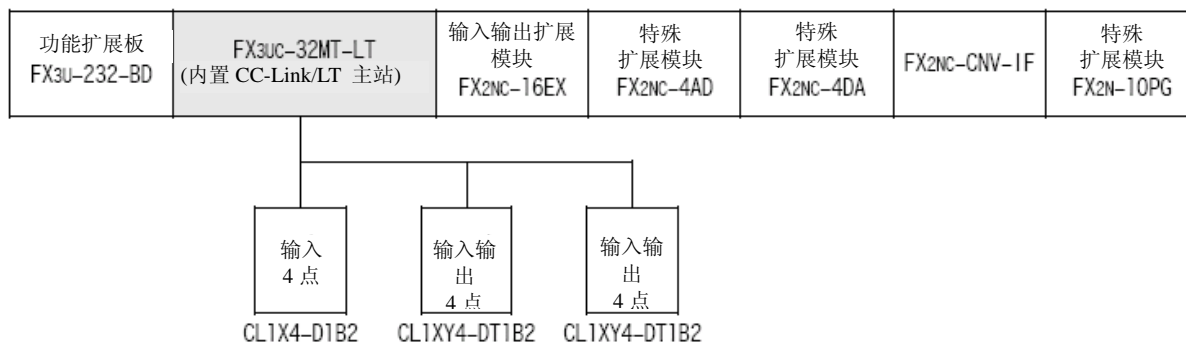 功能扩展板
FX3U-232-BD
FX3UC-32MT-LT
(内置 CC-Link/LT 主站)
输入输出扩展
模块
FX2NC-16EX
特殊
扩展模块
FX2NC-4AD
特殊
扩展模块
FX2NC-4DA
FX2NC-CNV-IF
特殊
扩展模块
FX2N-10PG
输入
4 点
CL1X4-D1B2
输入输
出
4 点
CL1XY4-DT1B2
输入输
出
4 点
CL1XY4-DT1B2